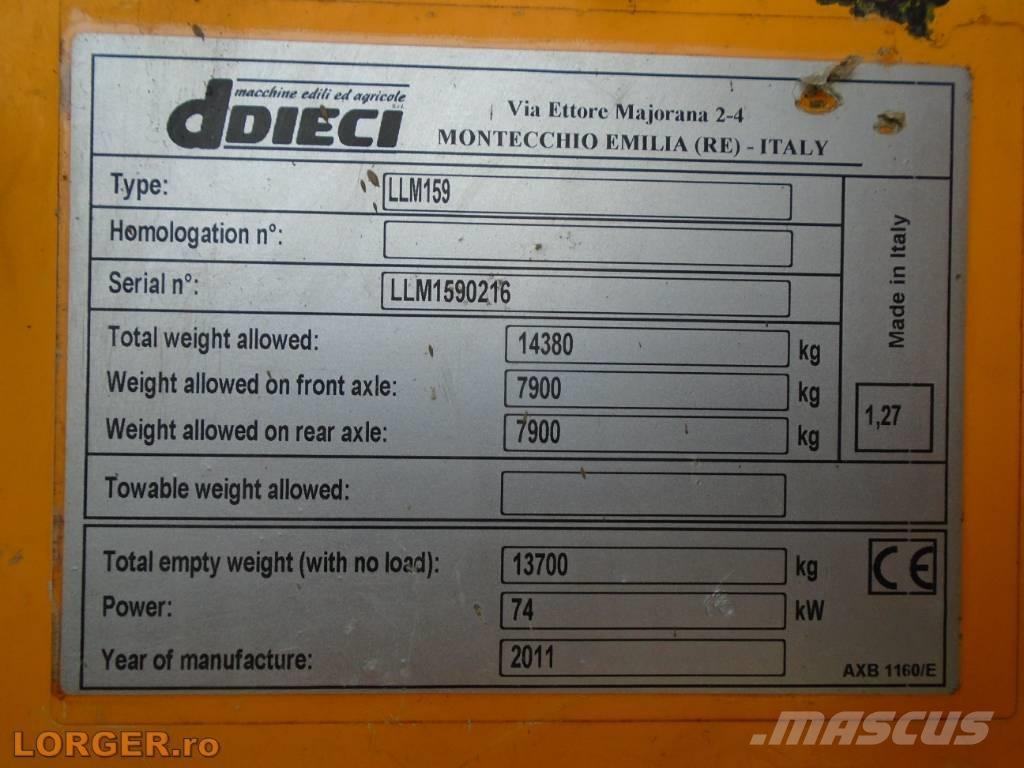 macchine edili ed agricole s.r.l.
dDIECI
Via Ettore Majorana 2-4
MONTECCHIO EMILIA (RE) - ITALY
Type: LLM159
Homologation n°:
Serial n°: LLM1590216
Made in Italy
Total weight allowed: 14380 kg
Weight allowed on front axle: 7900 kg
Weight allowed on rear axle: 7900 kg
1,27
Towable weight allowed:
Total empty weight (with no load): 13700 kg
CE
Power: 74 kW
Year of manufacture: 2011
AXB 1160/E
LORGER.ro
MASCUS